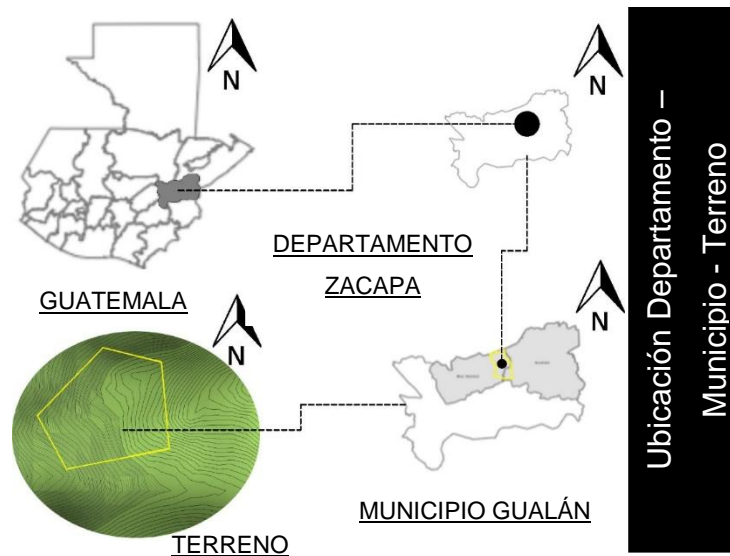 N
N
DEPARTAMENTO
ZACAPA
GUATEMALA
N
N
MUNICIPIO GUALÁN
TERRENO
Ubicación Departamento –
Municipio - Terreno